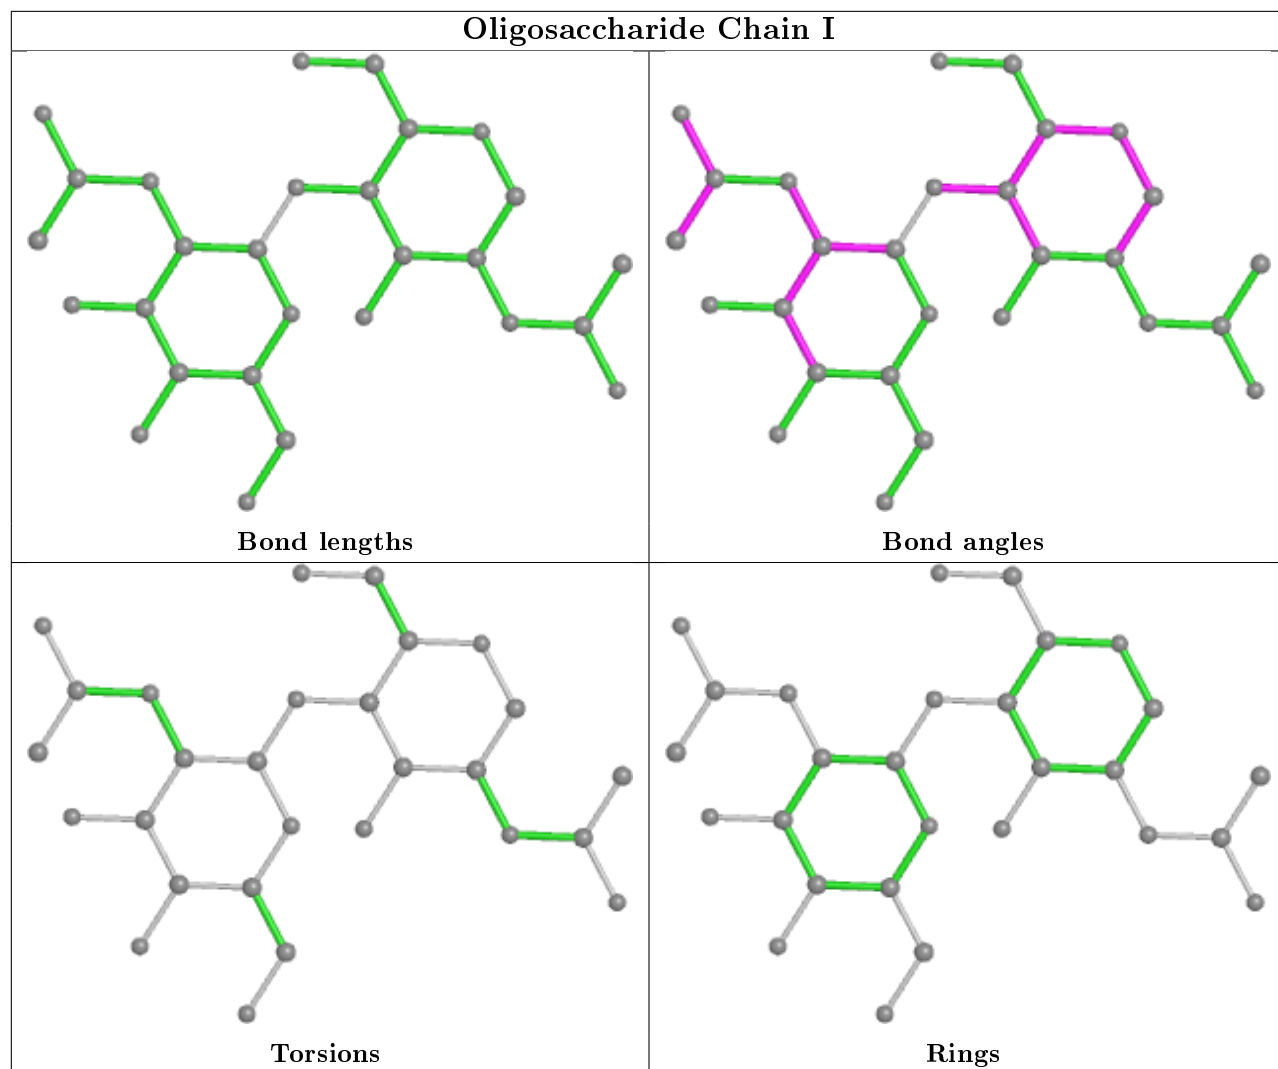 Oligosaccharide Chain I
Bond lengths
Bond angles
Torsions
Rings